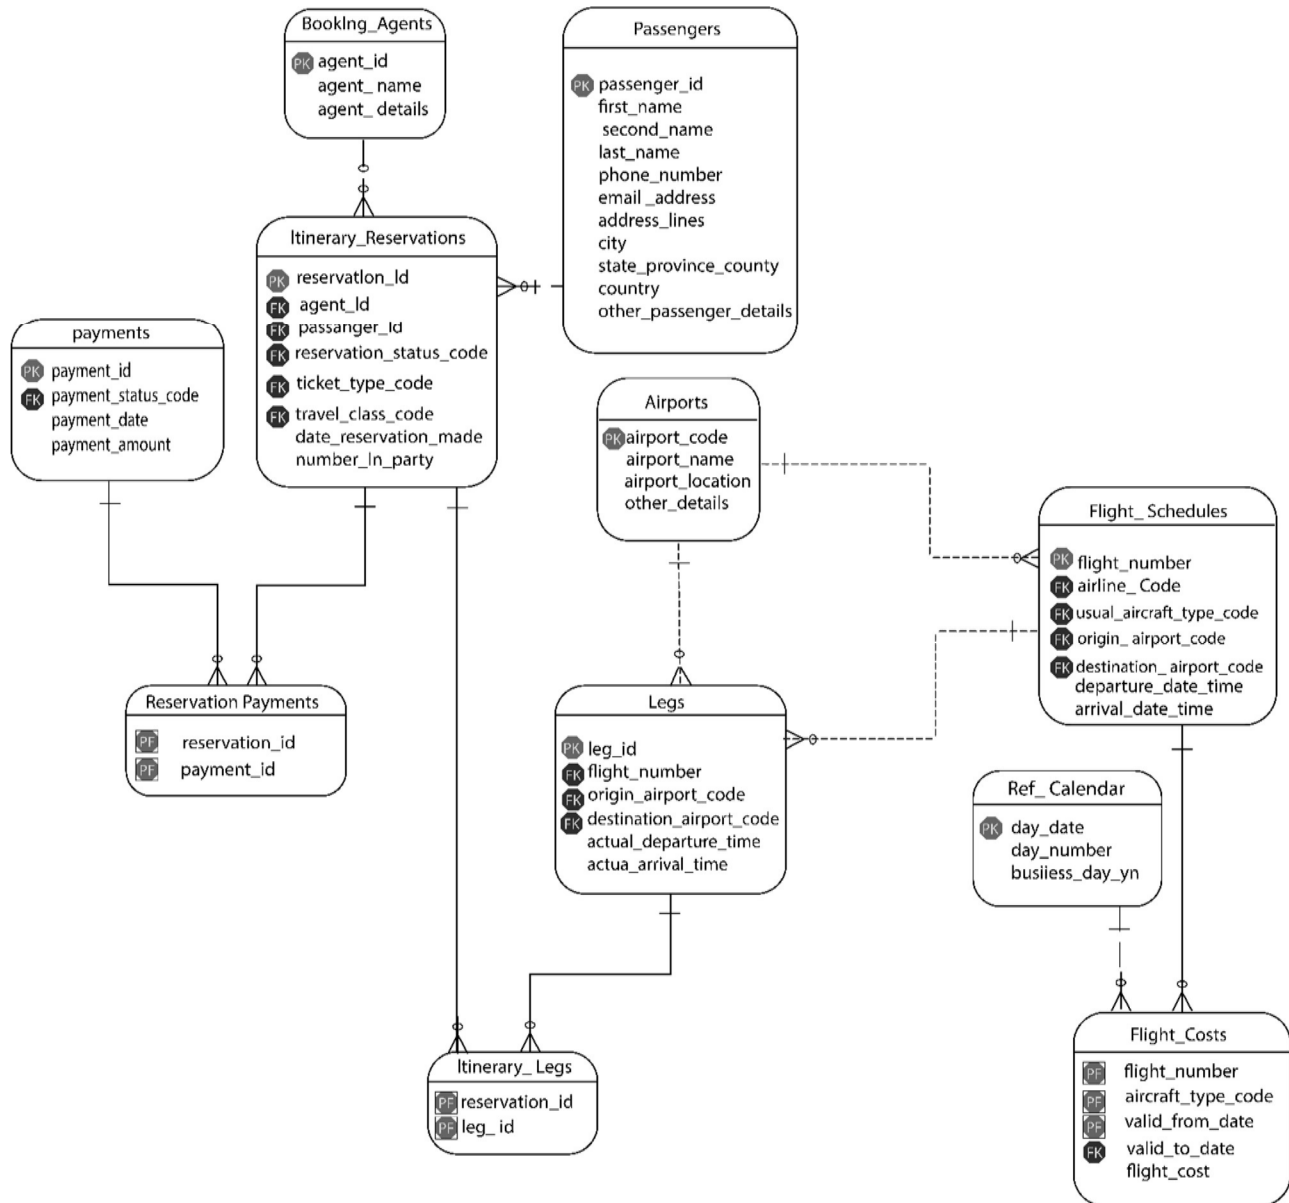 BookIng_Agents
PK agent_id
agent_ name
agent_ details
Passengers
PK passenger_id
first_name
second_name
last_name
phone_number
email _address
address_lines
city
state_province_county
country
other_passenger_details
Itinerary_Reservations
PK reservatIon_Id
FK agent_Id
FK passanger_Id
FK reservation_status_code
FK ticket_type_code
FK travel_class_code
date_reservation_made
number_In_party
payments
PK payment_id
FK payment_status_code
payment_date
payment_amount
Airports
PK airport_code
airport_name
airport_location
other_details
Flight_ Schedules
PK flight_number
FK airline_ Code
FK usual_aircraft_type_code
FK origin_ airport_code
FK destination_ airport_code
departure_date_time
arrival_date_time
Reservation Payments
PF reservation_id
PF payment_id
Legs
PK leg_id
FK flight_number
FK origin_airport_code
FK destination_airport_code
actual_departure_time
actua_arrival_time
Ref_ Calendar
PK day_date
day_number
busiiess_day_yn
Itinerary_ Legs
PF reservation_id
PF leg_ id
Flight_Costs
PF flight_number
PF aircraft_type_code
PF valid_from_date
FK valid_to_date
flight_cost